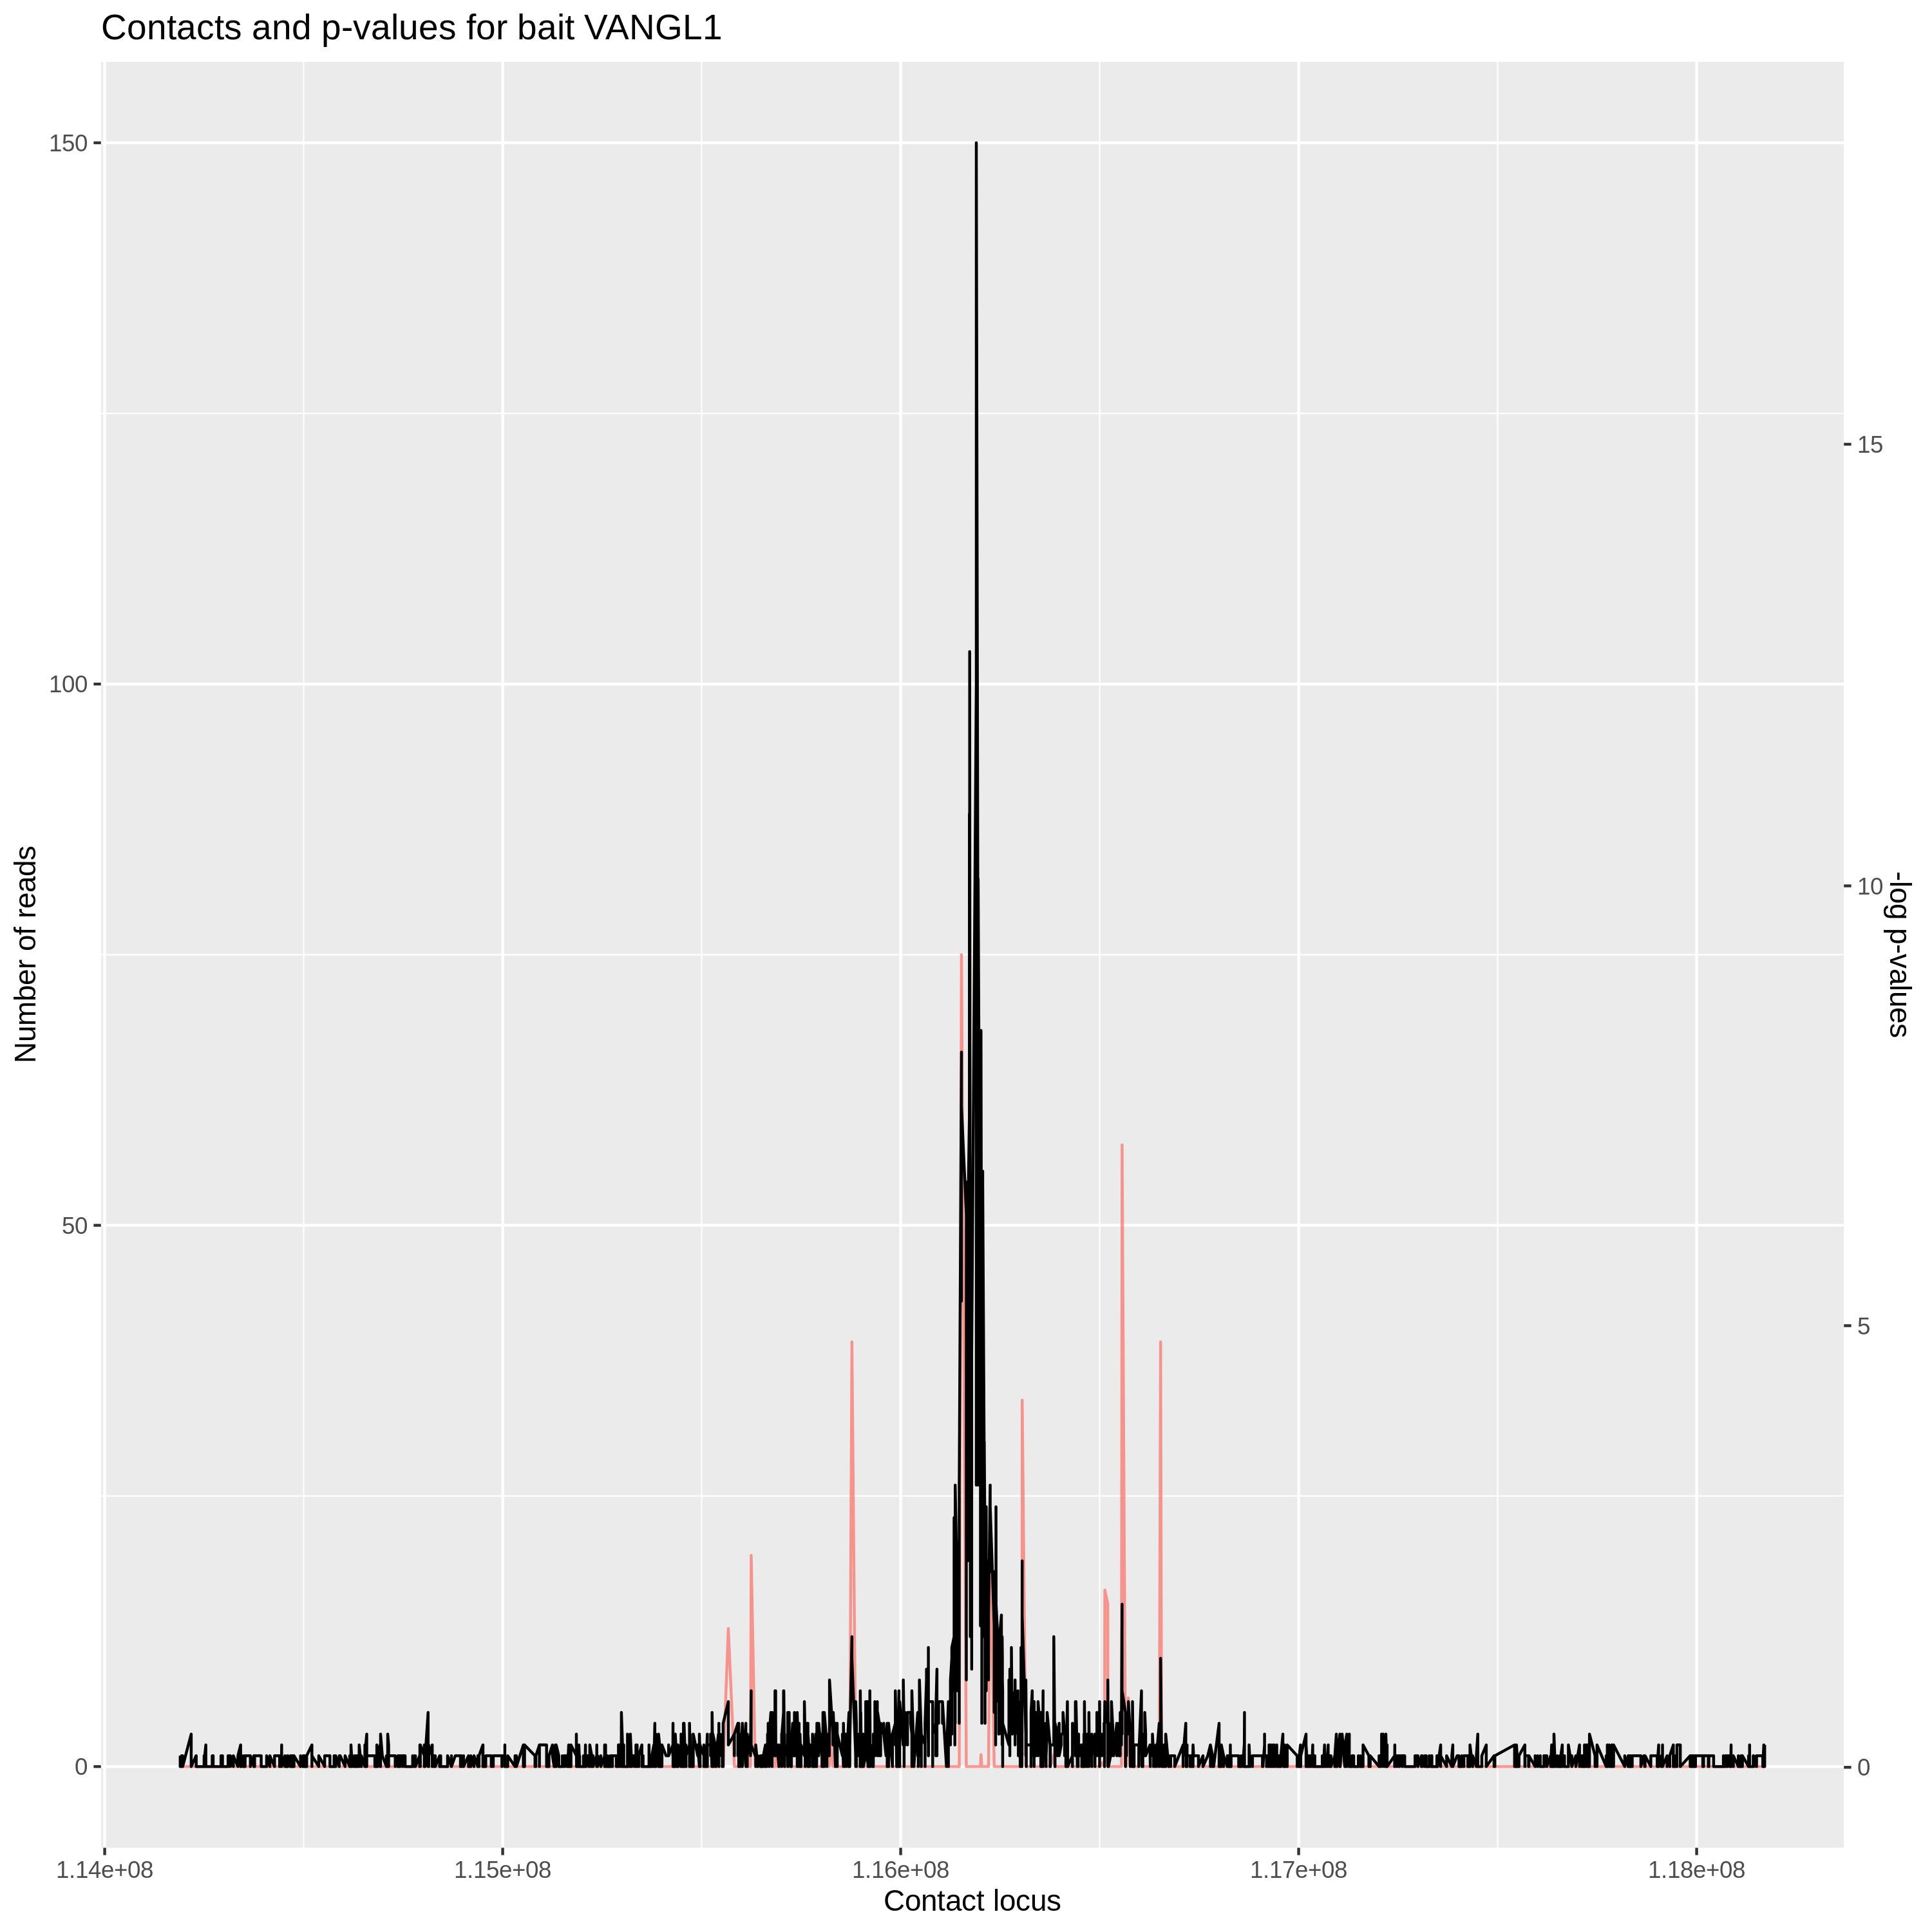 Contacts and p-values for bait VANGL1
150
100
50
0
Number of reads
15
10
5
0
-log p-values
1.14e+08
1.15e+08
1.16e+08
1.17e+08
1.18e+08
Contact locus